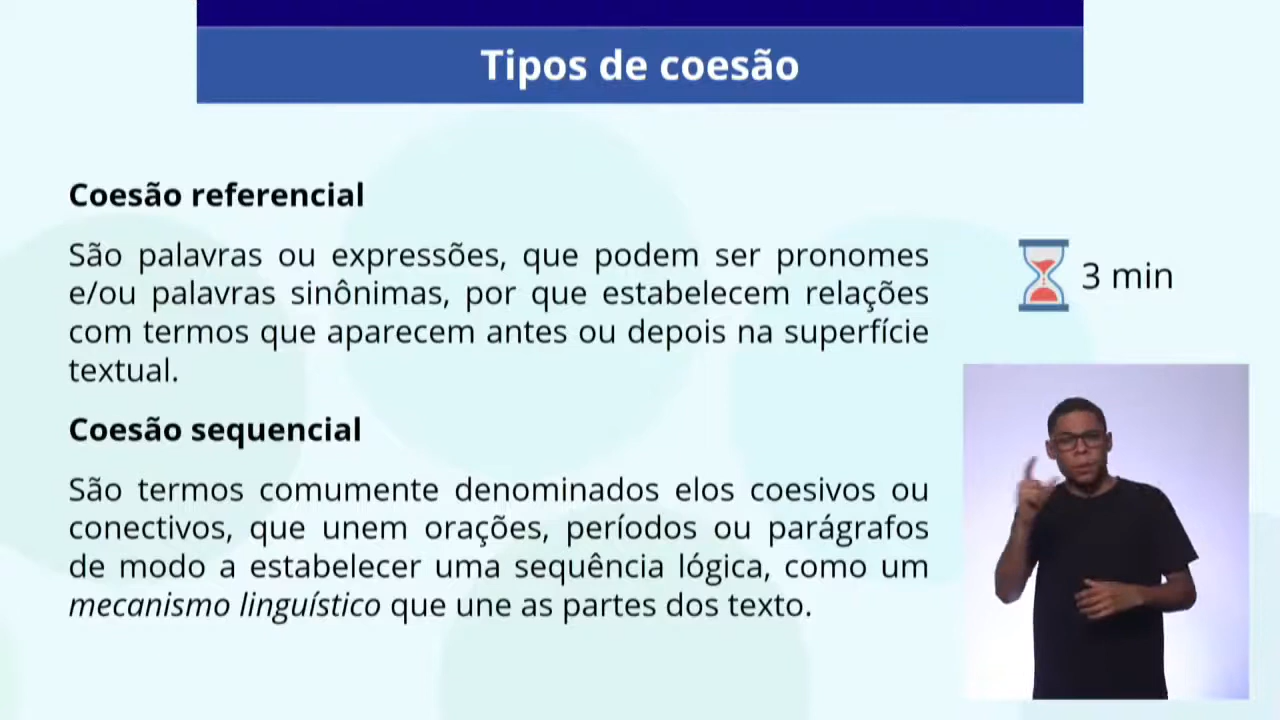 Tipos de coesão
Coesão referencial
São palavras ou expressões, que podem ser pronomes
e/ou palavras sinônimas, por que estabelecem relações
com termos que aparecem antes ou depois na superfície
textual.
3 min
Coesão sequencial
São termos comumente denominados elos coesivos ou
conectivos, que unem orações, períodos ou parágrafos
de modo a estabelecer uma sequência lógica, como um
mecanismo linguístico que une as partes dos texto.